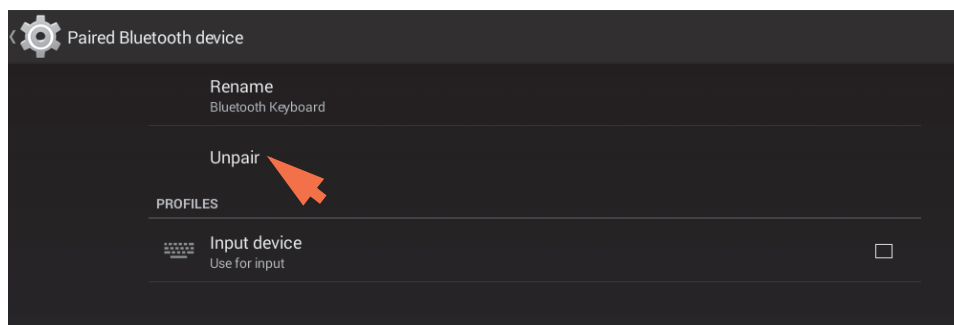 Paired Bluetooth device
Rename
Bluetooth Keyboard
Unpair
PROFILES
Input device
Use for input